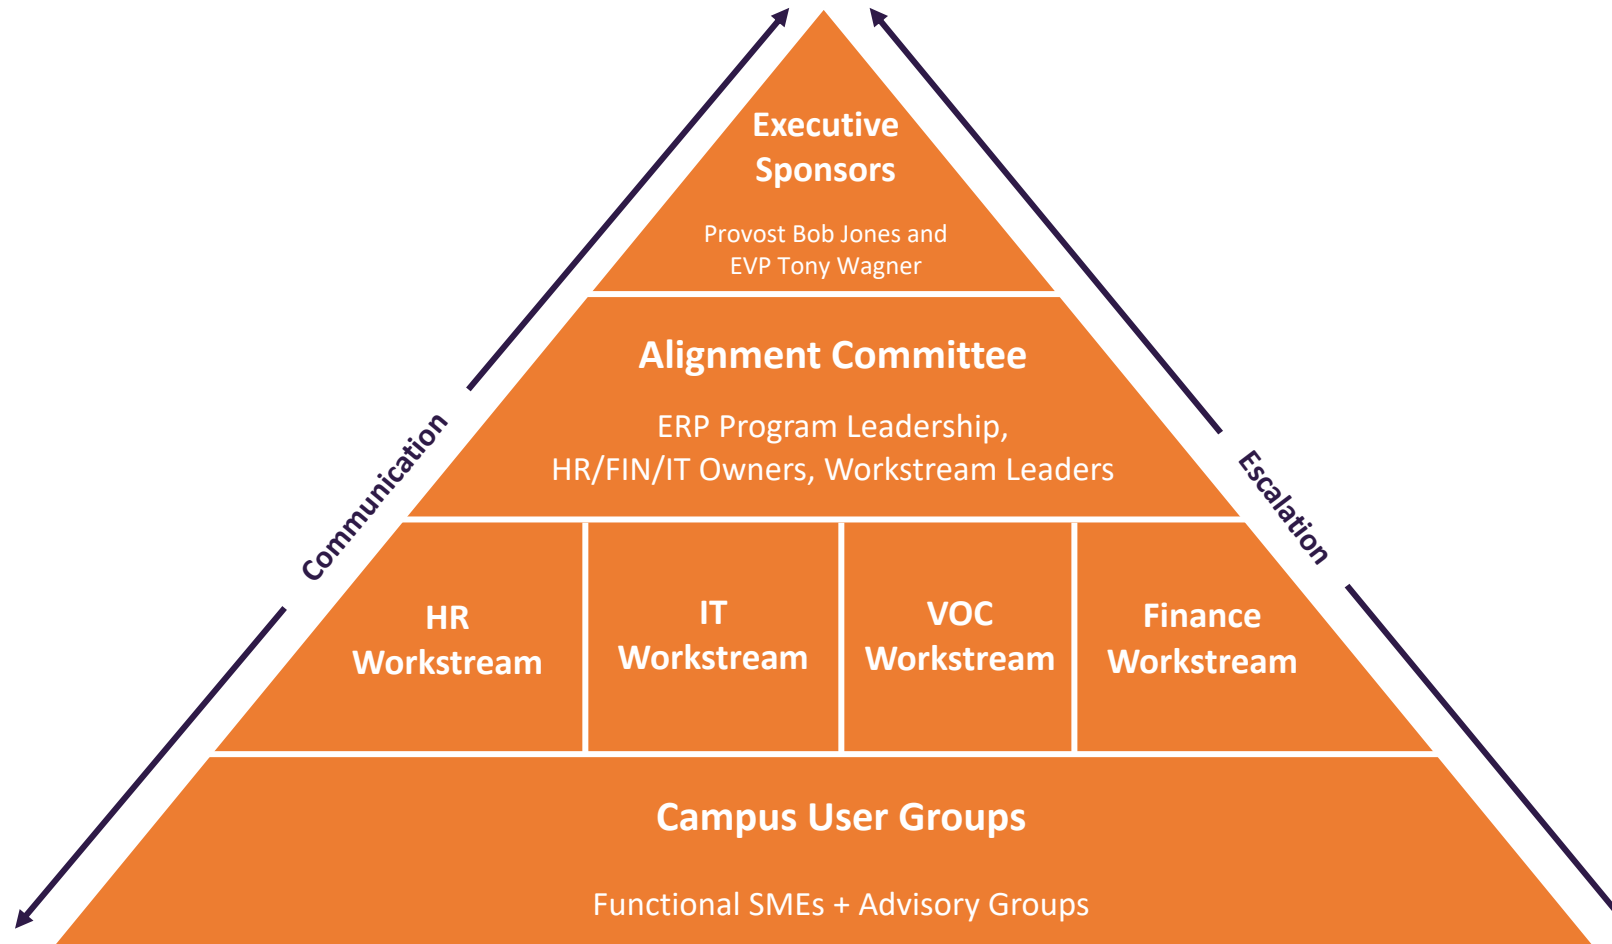 Executive
Sponsors
Provost Bob Jones and
EVP Tony Wagner
Alignment Committee
ERP Program Leadership,
HR/FIN/IT Owners, Workstream Leaders
Communication
Escalation
HR
Workstream
IT
Workstream
VOC
Workstream
Finance
Workstream
Campus User Groups
Functional SMEs + Advisory Groups